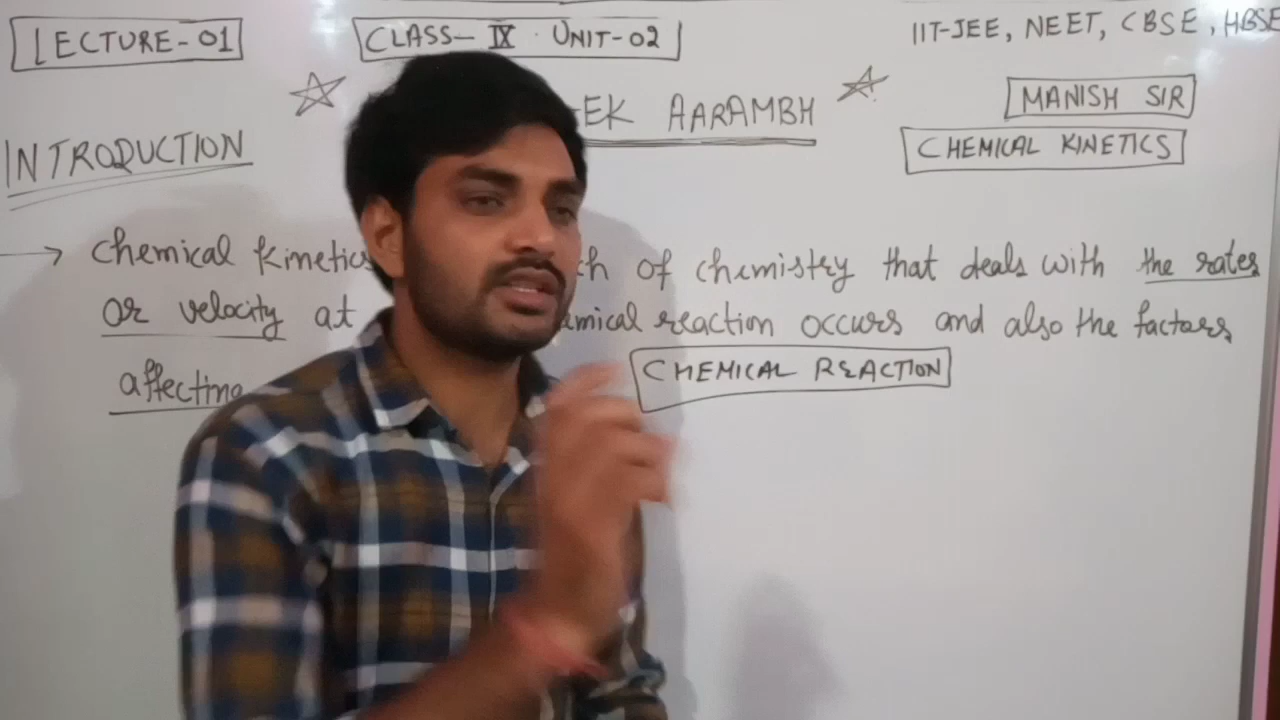 LECTURE-01
CLASS-IX · UNIT-02
IIT-JEE, NEET, CBSE, HBSE
EK AARAMBH
MANISH SIR
CHEMICAL KINETICS
INTRODUCTION
→ Chemical kinetics of chemistry that deals with the rates
or velocity at reaction occurs and also the factors
affecting
CHEMICAL REACTION